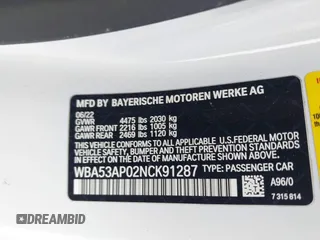 MFD BY BAYERISCHE MOTOREN WERKE AG
06/22
GVWR 4475 lbs 2030 kg
GAWR FRONT 2216 lbs 1005 kg
GAWR REAR 2469 lbs 1120 kg
THIS VEHICLE CONFORMS TO ALL APPLICABLE
U.S.FEDERAL MOTOR
VEHICLE SAFETY, BUMPER, AND THEFT PREVENTION
STANDARDS IN EFFECT ON THE DATE OF
MANUFACTURE SHOWN ABOVE.
WBA53AP02NCK91287 TYPE: PASSENGER CAR
A96/0
7 315 814
DREAMBID
DREAMBID.COM